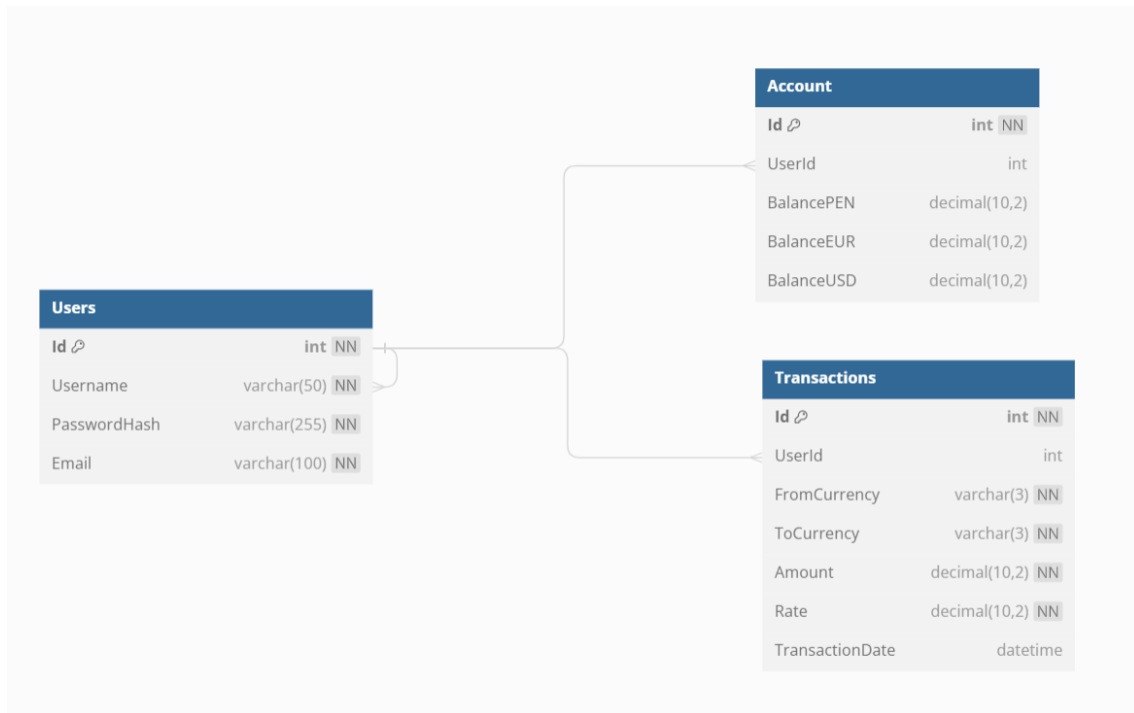 Users
Id int NN
Username varchar(50) NN
PasswordHash varchar(255) NN
Email varchar(100) NN
Account
Id int NN
UserId int
BalancePEN decimal(10,2)
BalanceEUR decimal(10,2)
BalanceUSD decimal(10,2)
Transactions
Id int NN
UserId int
FromCurrency varchar(3) NN
ToCurrency varchar(3) NN
Amount decimal(10,2) NN
Rate decimal(10,2) NN
TransactionDate datetime